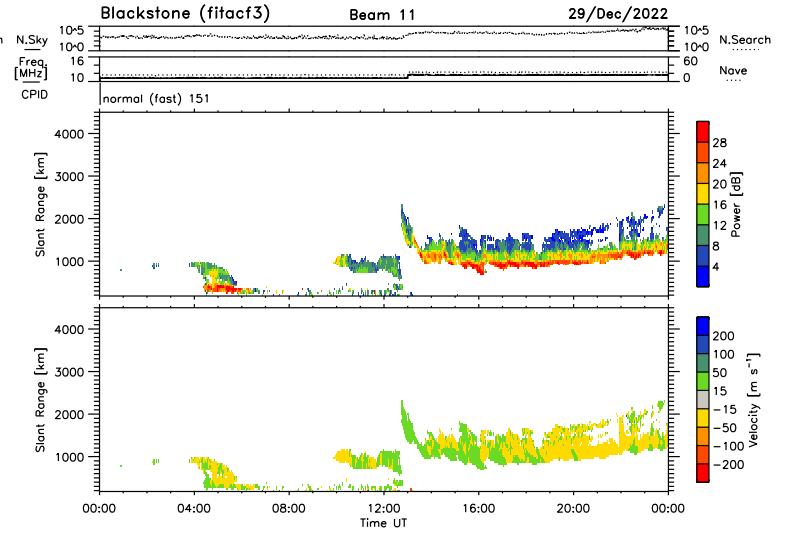 Blackstone (fitacf3) Beam 11 29/Dec/2022
n N.Sky 10^5 10^5 N.Search
10^0 10^0
Freq. 16 60 Nave
[MHz] 10 0
CPID normal (fast) 151
4000
3000
2000
1000
Slant Range [km]
28
24
20
16
12
8
4
Power [dB]
4000
3000
2000
1000
Slant Range [km]
200
100
50
15
-15
-50
-100
-200
Velocity [m s⁻¹]
00:00 04:00 08:00 12:00 16:00 20:00 00:00
Time UT